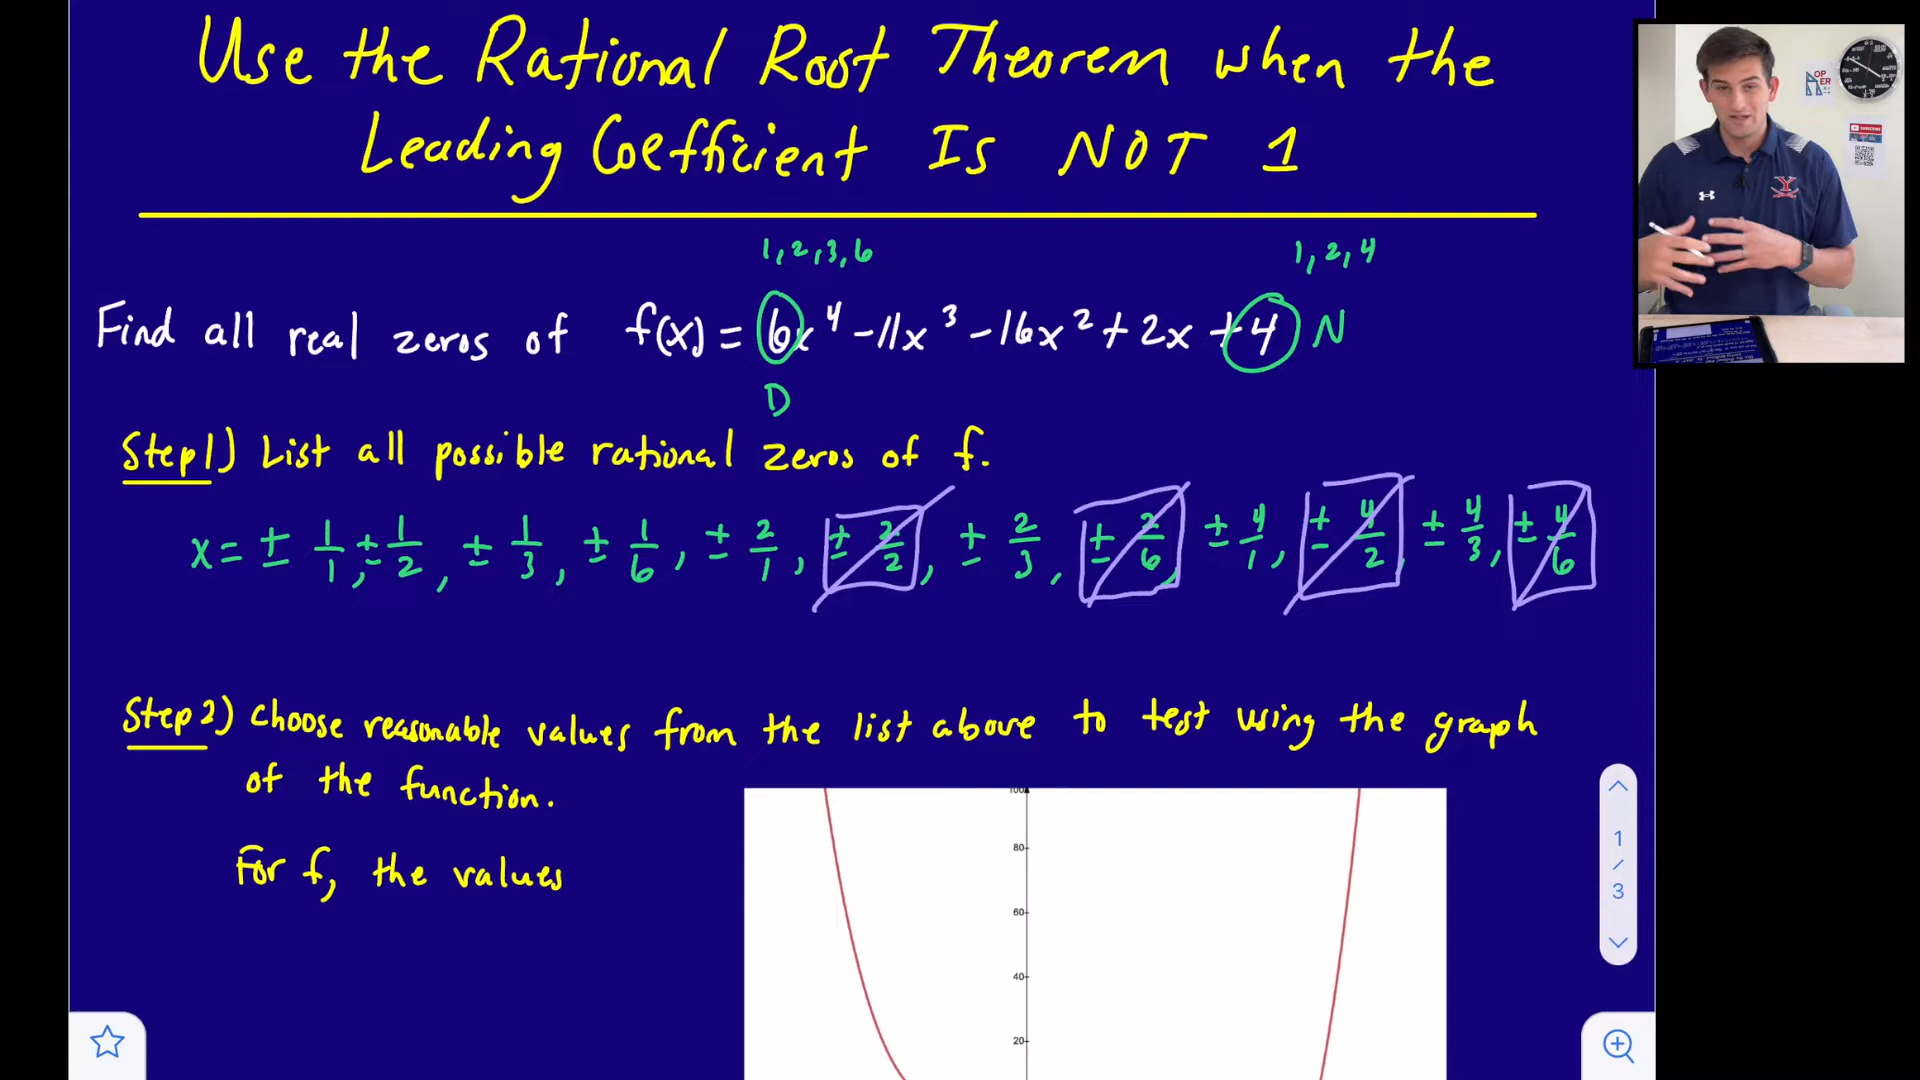 Use the Rational Root Theorem when the
Leading Coefficient Is NOT 1
1, 2, 3, 6
1, 2, 4
Find all real zeros of f(x) = 6x⁴ - 11x³ - 16x² + 2x + 4 N
D
Step 1) List all possible rational zeros of f.
x = ± 1/1, ± 1/2, ± 1/3, ± 1/6, ± 2/1, ± 2/2, ± 2/3, ± 2/6, ± 4/1, ± 4/2, ± 4/3, ± 4/6
Step 2) Choose reasonable values from the list above to test using the graph
of the function.
For f, the values
100
80
60
40
20
1
/
3
OP
ER
SUBSCRIBE
Y